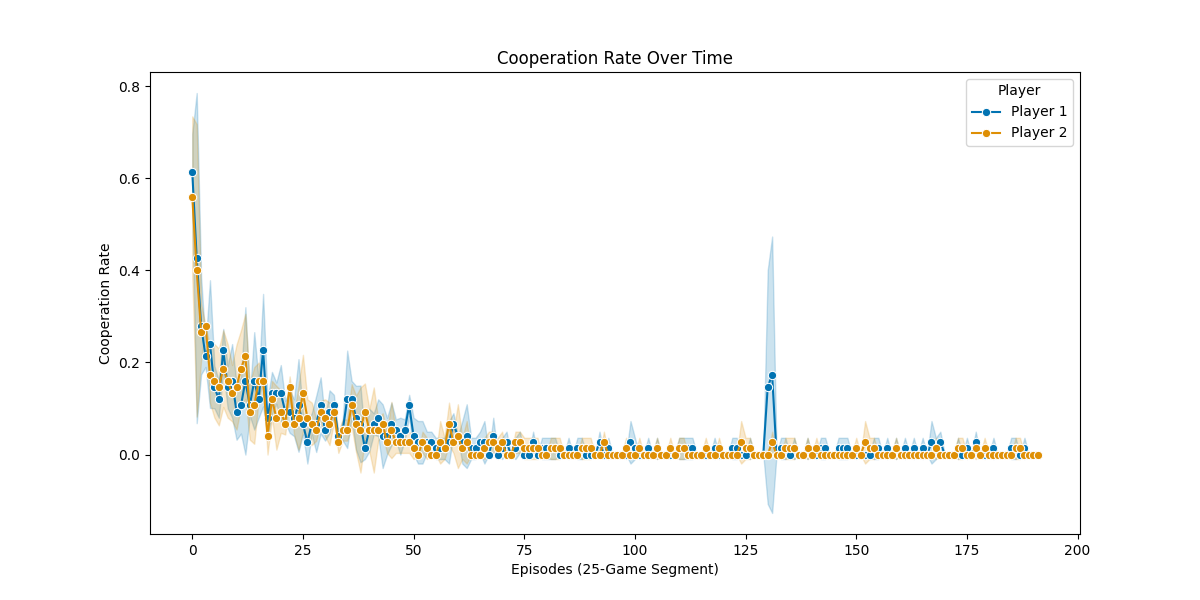 Cooperation Rate Over Time
Player
Player 1
Player 2
Cooperation Rate
0.8
0.6
0.4
0.2
0.0
0 25 50 75 100 125 150 175 200
Episodes (25-Game Segment)